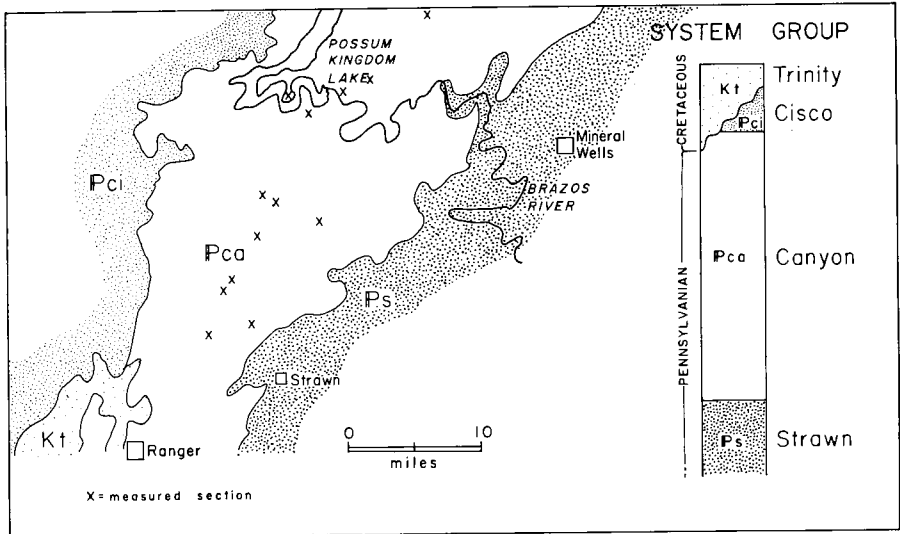 POSSUM
KINGDOM
LAKE
Mineral
Wells
BRAZOS
RIVER
Pci
Pca
Ps
Strawn
Kt
Ranger
0 10
miles
X = measured section
SYSTEM GROUP
CRETACEOUS
PENNSYLVANIAN
Kt
Trinity
Pci
Cisco
Pca
Canyon
Ps
Strawn